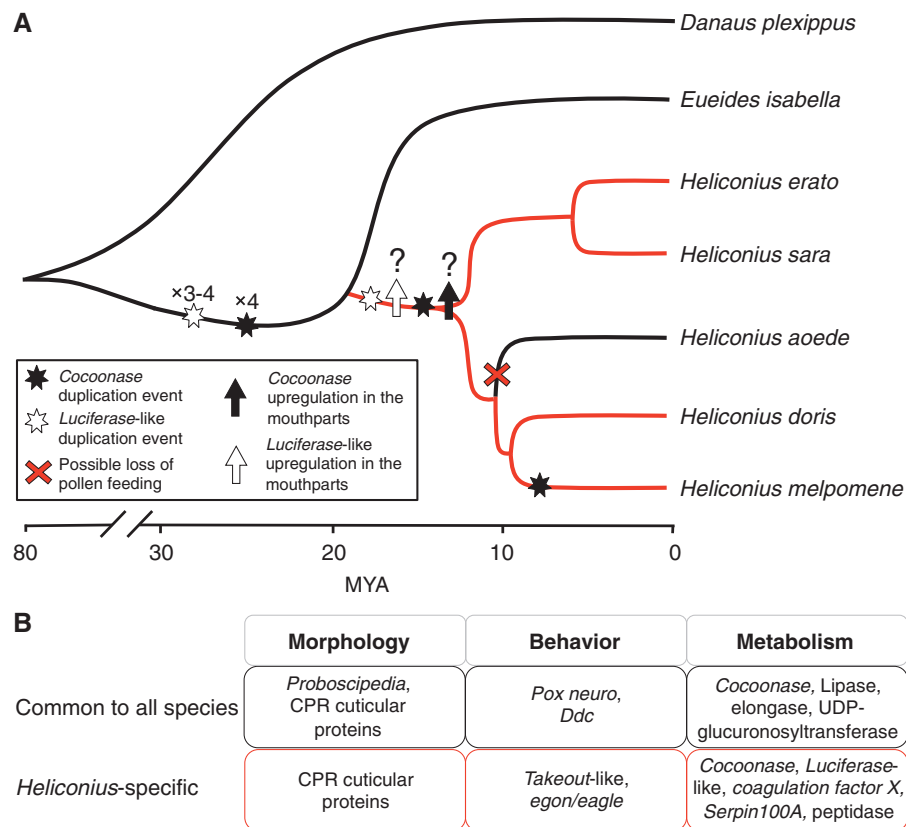 A
Danaus plexippus
Eueides isabella
Heliconius erato
? ?
Heliconius sara
×3-4 ×4
Heliconius aoede
Cocoonase
duplication event
Luciferase-like
duplication event
Possible loss of
pollen feeding
Cocoonase
upregulation in the
mouthparts
Luciferase-like
upregulation in the
mouthparts
Heliconius doris
Heliconius melpomene
80 30 20 10 0
MYA
B
Morphology Behavior Metabolism
Common to all species
Proboscipedia,
CPR cuticular
proteins
Pox neuro,
Ddc
Cocoonase, Lipase,
elongase, UDP-
glucuronosyltransferase
Heliconius-specific
CPR cuticular
proteins
Takeout-like,
egon/eagle
Cocoonase, Luciferase-
like, coagulation factor X,
Serpin100A, peptidase